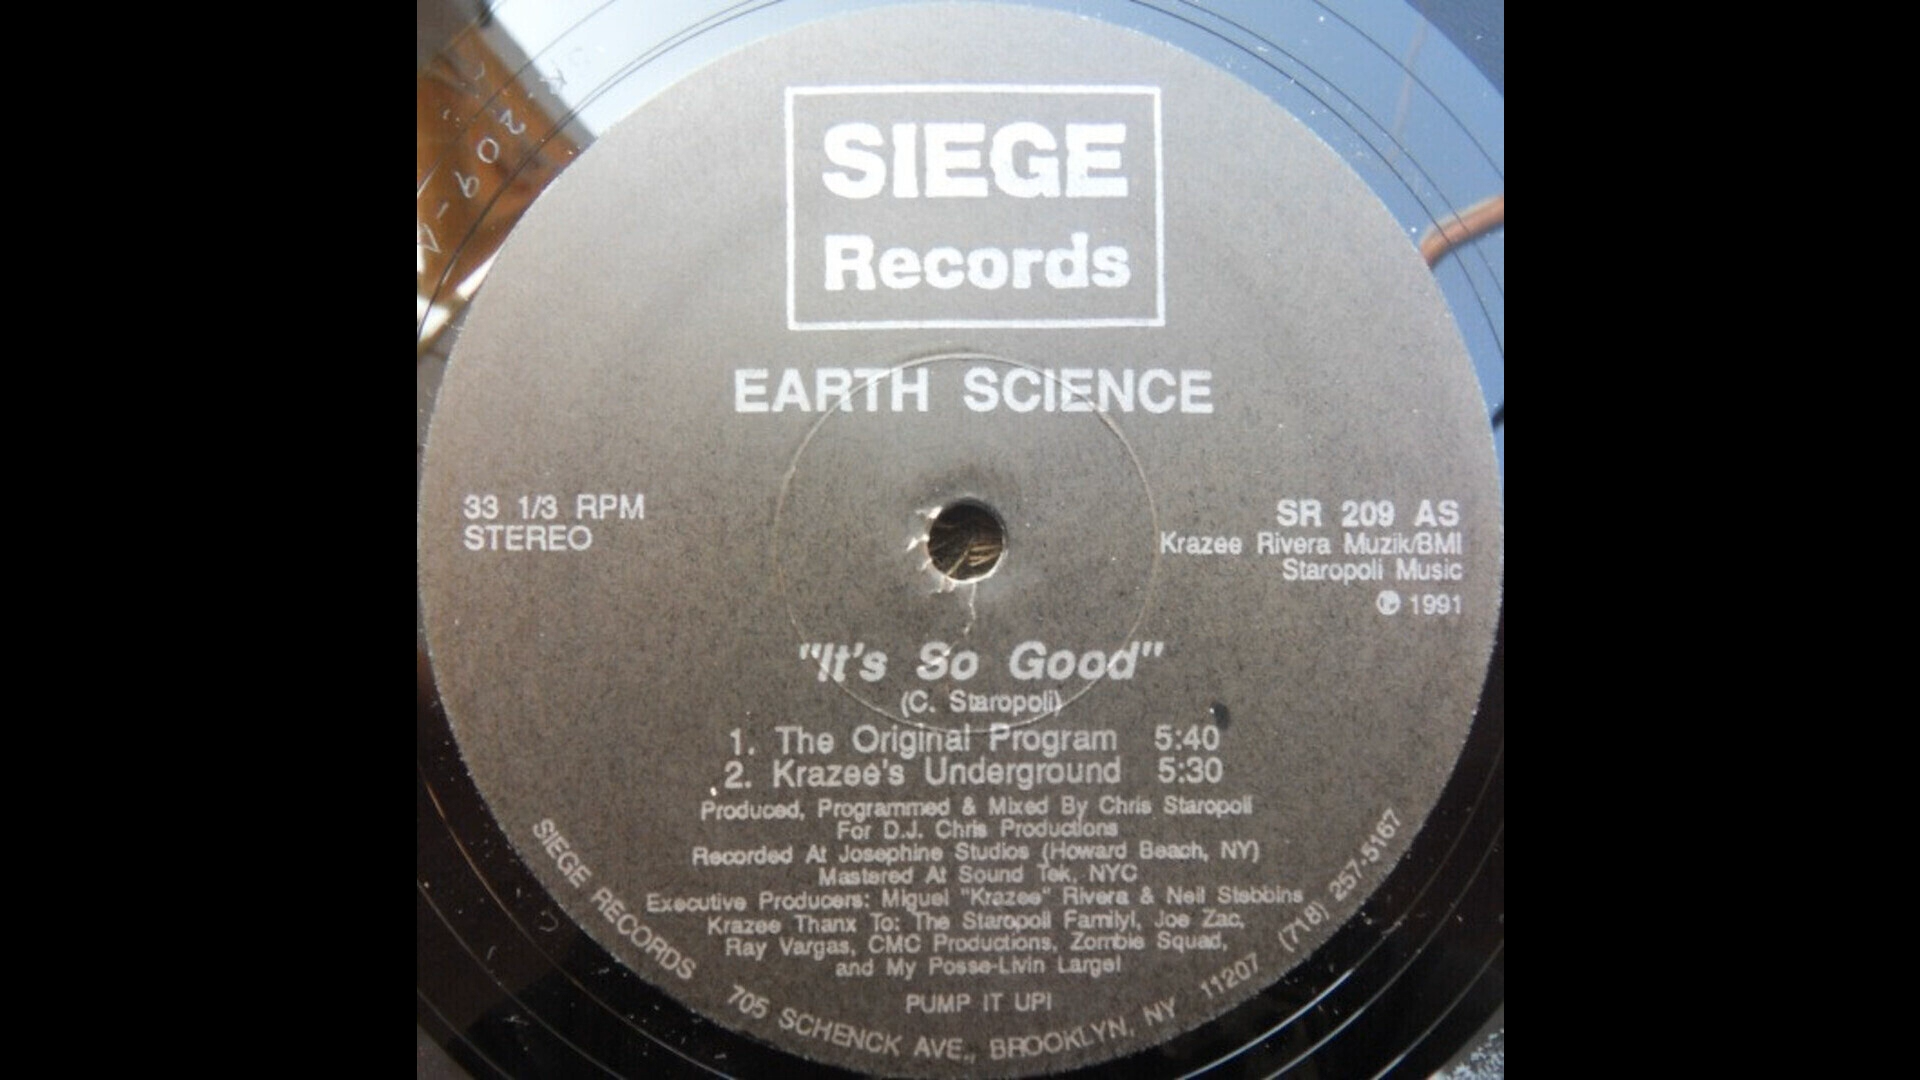 SIEGE
Records
EARTH SCIENCE
33 1/3 RPM
STEREO
SR 209 AS
Krazee Rivera Muzik/BMI
Staropoli Music
℗ 1991
"It's So Good"
(C. Staropoli)
1. The Original Program 5:40
2. Krazee's Underground 5:30
Produced, Programmed & Mixed By Chris Staropoli
For D.J. Chris Productions
Recorded At Josephine Studios (Howard Beach, NY)
Mastered At Sound Tek, NYC
Executive Producers: Miguel "Krazee" Rivera & Neil Stebbins
Krazee Thanx To: The Staropoli Family!, Joe Zac,
Ray Vargas, CMC Productions, Zombie Squad,
and My Posse-Livin Large!
PUMP IT UP!
SIEGE RECORDS 705 SCHENCK AVE., BROOKLYN, NY 11207 (718) 257-5167
209-A